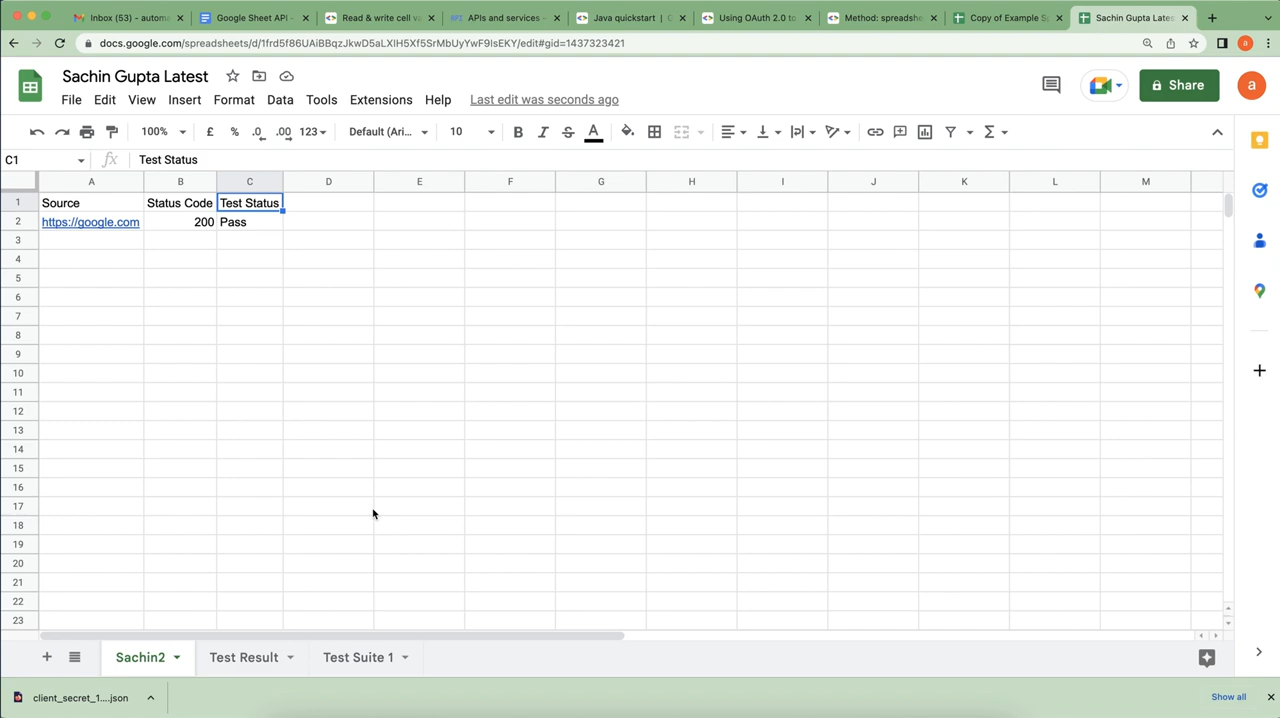 Inbox (53) - automa
Google Sheet API -
Read & write cell va
APIs and services –
Java quickstart | G
Using OAuth 2.0 to
Method: spreadshe
Copy of Example S
Sachin Gupta Lates
docs.google.com/spreadsheets/d/1frd5f86UAiBBqzJkwD5aLXIH5Xf5SrMbUyYwF9IsEKY/edit#gid=1437323421
Sachin Gupta Latest
File Edit View Insert Format Data Tools Extensions Help Last edit was seconds ago
Share
a
100% £ % .0 .00 123 Default (Ari... 10 B I S A
C1 fx Test Status
A B C D E F G H I J K L M
1 Source Status Code Test Status
2 https://google.com 200 Pass
3
4
5
6
7
8
9
10
11
12
13
14
15
16
17
18
19
20
21
22
23
Sachin2 Test Result Test Suite 1
client_secret_1....json
Show all